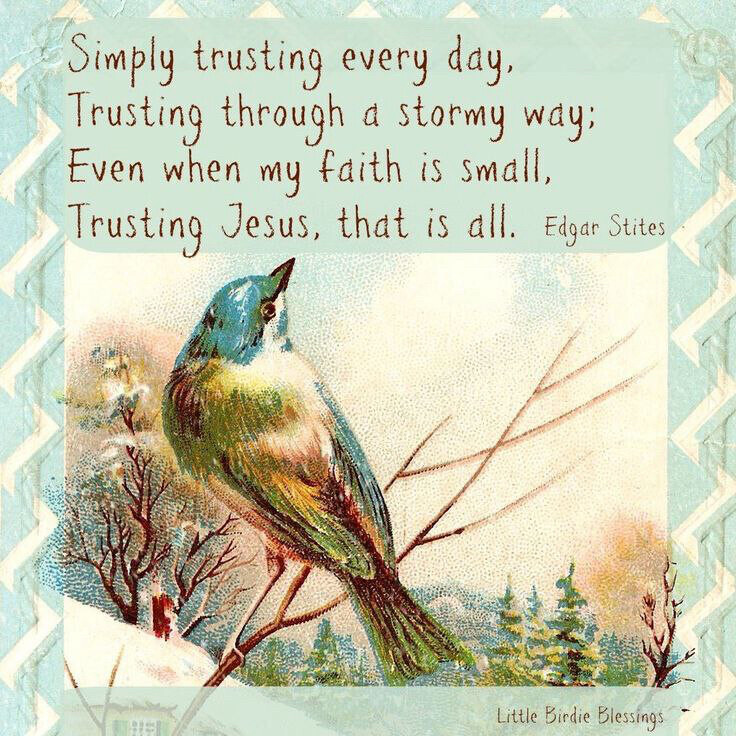 Simply trusting every day,
Trusting through a stormy way;
Even when my faith is small,
Trusting Jesus, that is all. Edgar Stites
Little Birdie Blessings